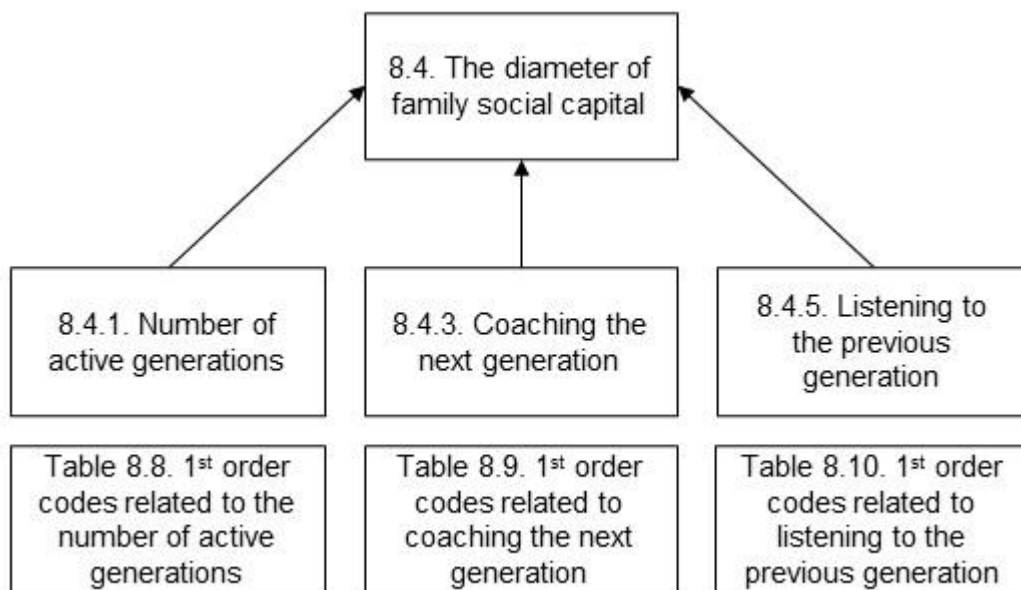 8.4. The diameter of
family social capital
8.4.1. Number of
active generations
8.4.3. Coaching the
next generation
8.4.5. Listening to
the previous
generation
Table 8.8. 1st order
codes related to the
number of active
generations
Table 8.9. 1st order
codes related to
coaching the next
generation
Table 8.10. 1st order
codes related to
listening to the
previous generation